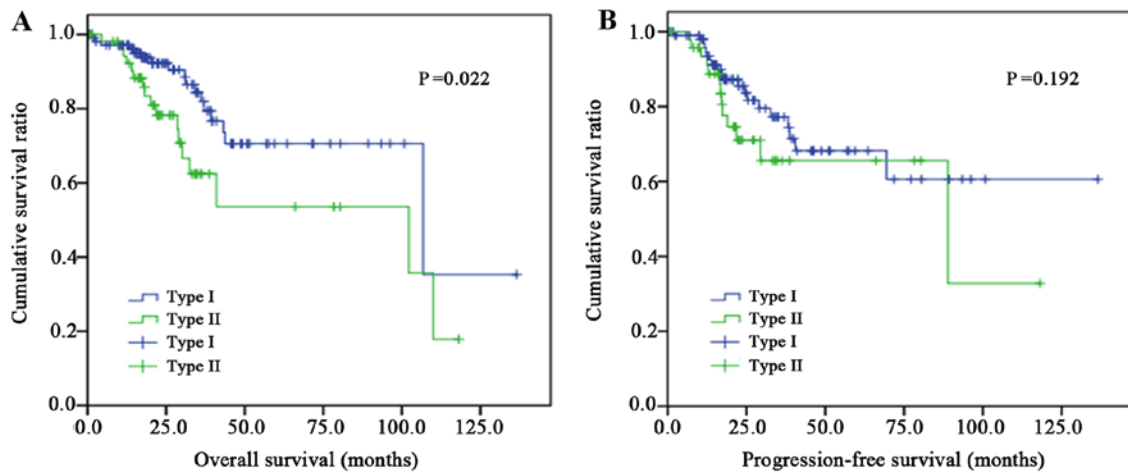 A
Cumulative survival ratio
1.0
0.8
0.6
0.4
0.2
0.0
P=0.022
Type I
Type II
Type I
Type II
0.0 25.0 50.0 75.0 100.0 125.0
Overall survival (months)
B
Cumulative survival ratio
1.0
0.8
0.6
0.4
0.2
0.0
P=0.192
Type I
Type II
Type I
Type II
0.0 25.0 50.0 75.0 100.0 125.0
Progression-free survival (months)